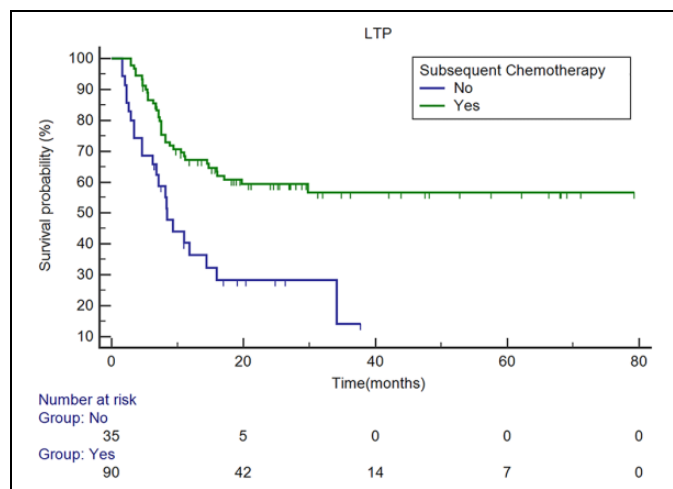 LTP
Subsequent Chemotherapy
No
Yes
Survival probability (%)
100
90
80
70
60
50
40
30
20
10
0 20 40 60 80
Time(months)
Number at risk
Group: No
35 5 0 0 0
Group: Yes
90 42 14 7 0